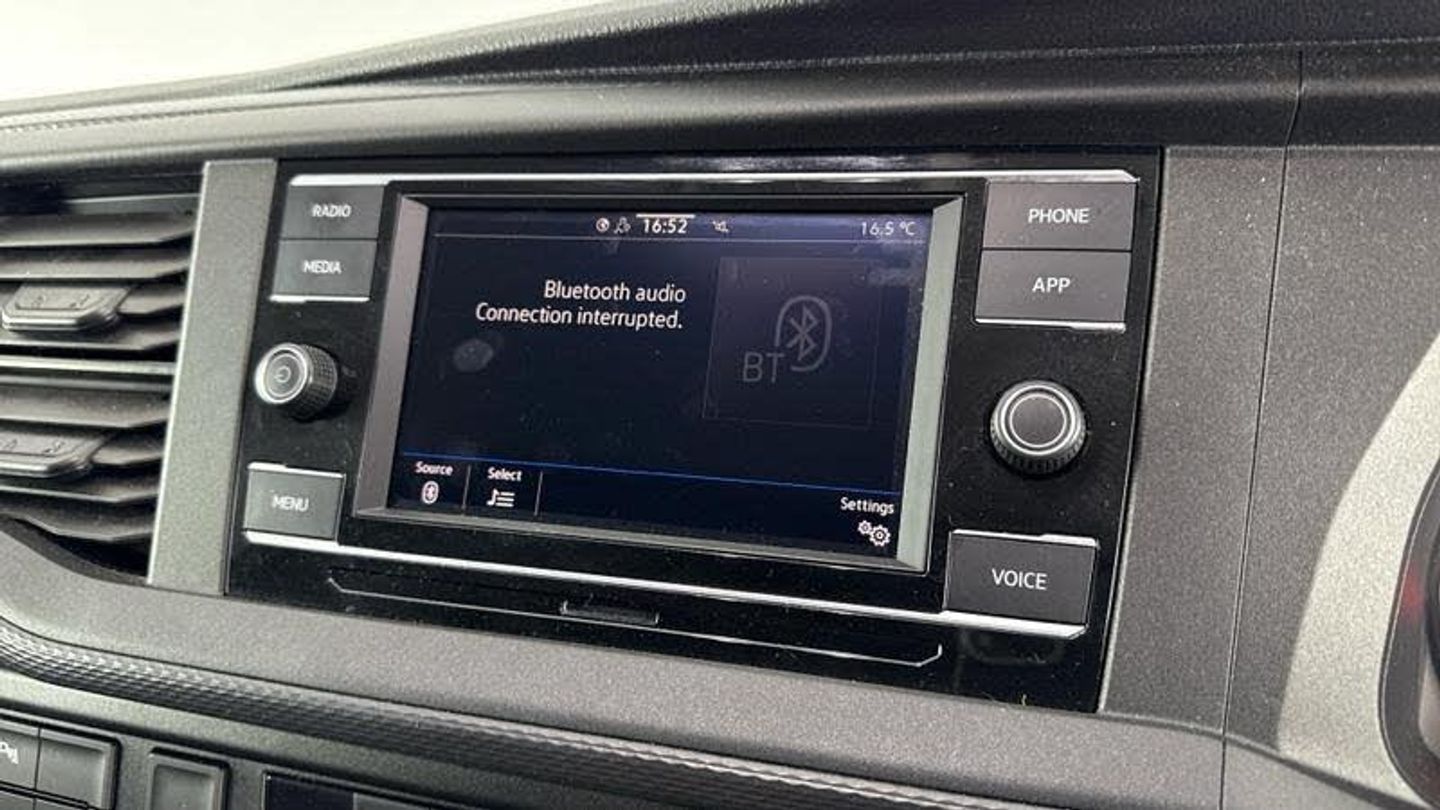 RADIO
MEDIA
MENU
16:52
16.5 °C
Bluetooth audio
Connection interrupted.
BT
Source
Select
Settings
PHONE
APP
VOICE